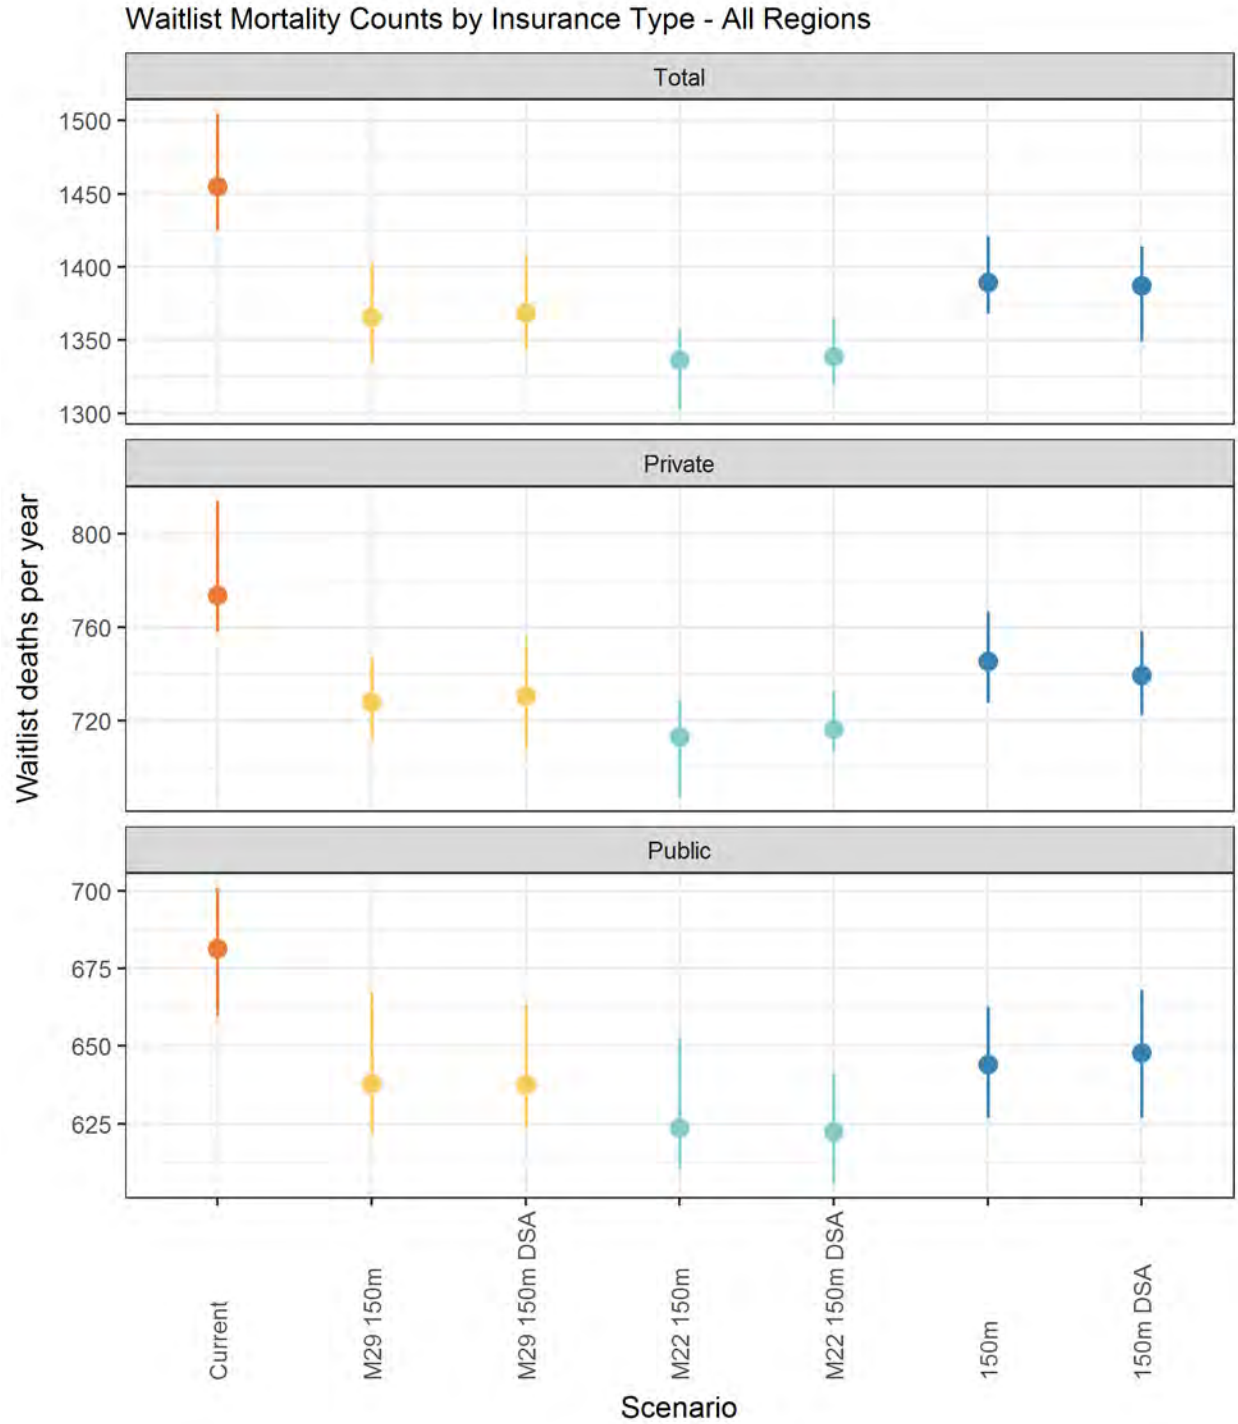 Waitlist Mortality Counts by Insurance Type - All Regions
Total
1500
1450
1400
1350
1300
Private
800
760
720
Public
700
675
650
625
Waitlist deaths per year
Current
M29 150m
M29 150m DSA
M22 150m
M22 150m DSA
150m
150m DSA
Scenario